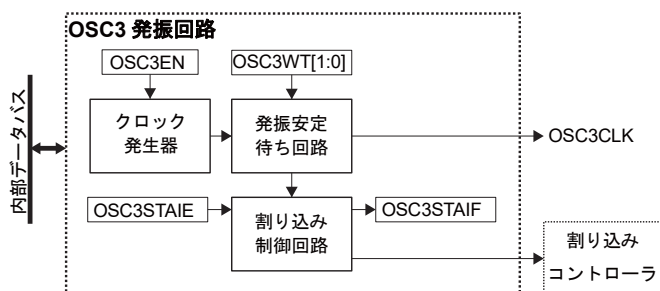 OSC3 発振回路
OSC3EN
OSC3WT[1:0]
内部データバス
クロック
発生器
発振安定
待ち回路
OSC3CLK
OSC3STAIE
割り込み
制御回路
OSC3STAIF
割り込み
コントローラ